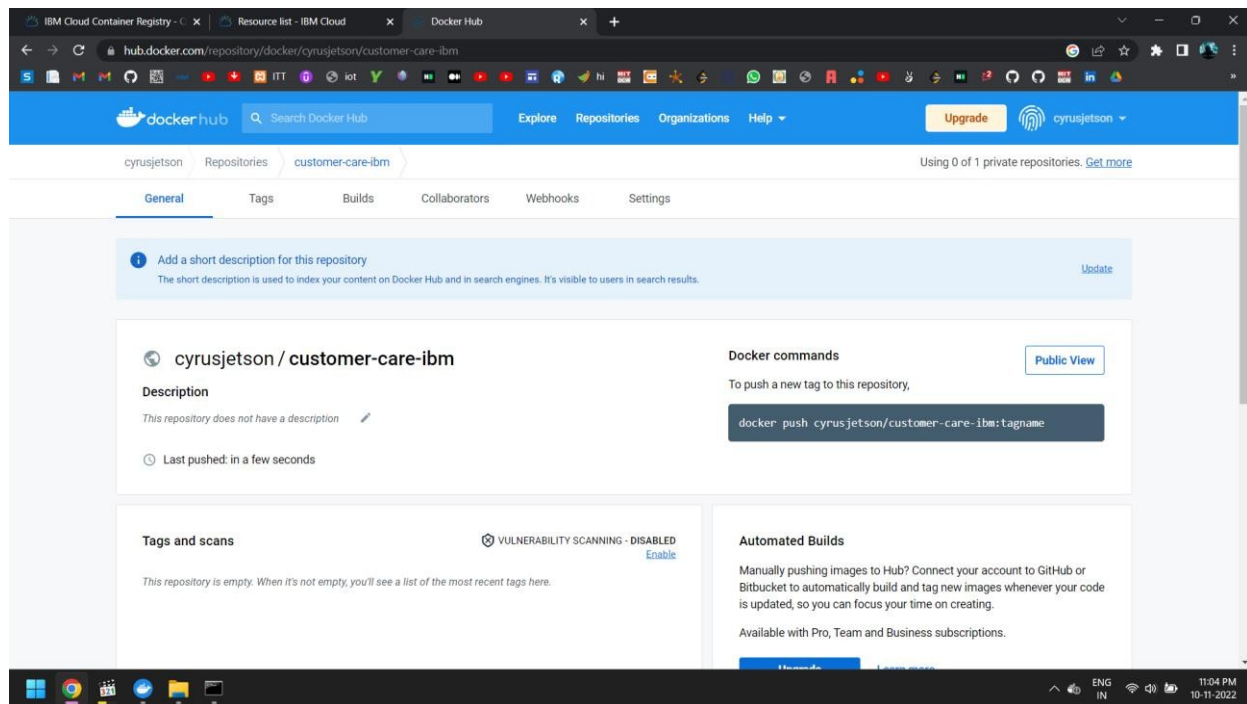 IBM Cloud Container Registry - C
Resource list - IBM Cloud
Docker Hub
hub.docker.com/repository/docker/cyrusjetson/customer-care-ibm
ITT
iot
hi
in
docker hub
Search Docker Hub
Explore Repositories Organizations Help
Upgrade
cyrusjetson
cyrusjetson Repositories customer-care-ibm
Using 0 of 1 private repositories. Get more
General Tags Builds Collaborators Webhooks Settings
Add a short description for this repository
The short description is used to index your content on Docker Hub and in search engines. It's visible to users in search results.
Update
cyrusjetson / customer-care-ibm
Description
This repository does not have a description
Last pushed: in a few seconds
Docker commands
Public View
To push a new tag to this repository,
docker push cyrusjetson/customer-care-ibm:tagname
Tags and scans
VULNERABILITY SCANNING - DISABLED
Enable
This repository is empty. When it's not empty, you'll see a list of the most recent tags here.
Automated Builds
Manually pushing images to Hub? Connect your account to GitHub or
Bitbucket to automatically build and tag new images whenever your code
is updated, so you can focus your time on creating.
Available with Pro, Team and Business subscriptions.
Upgrade Learn more
ENG
IN
11:04 PM
10-11-2022